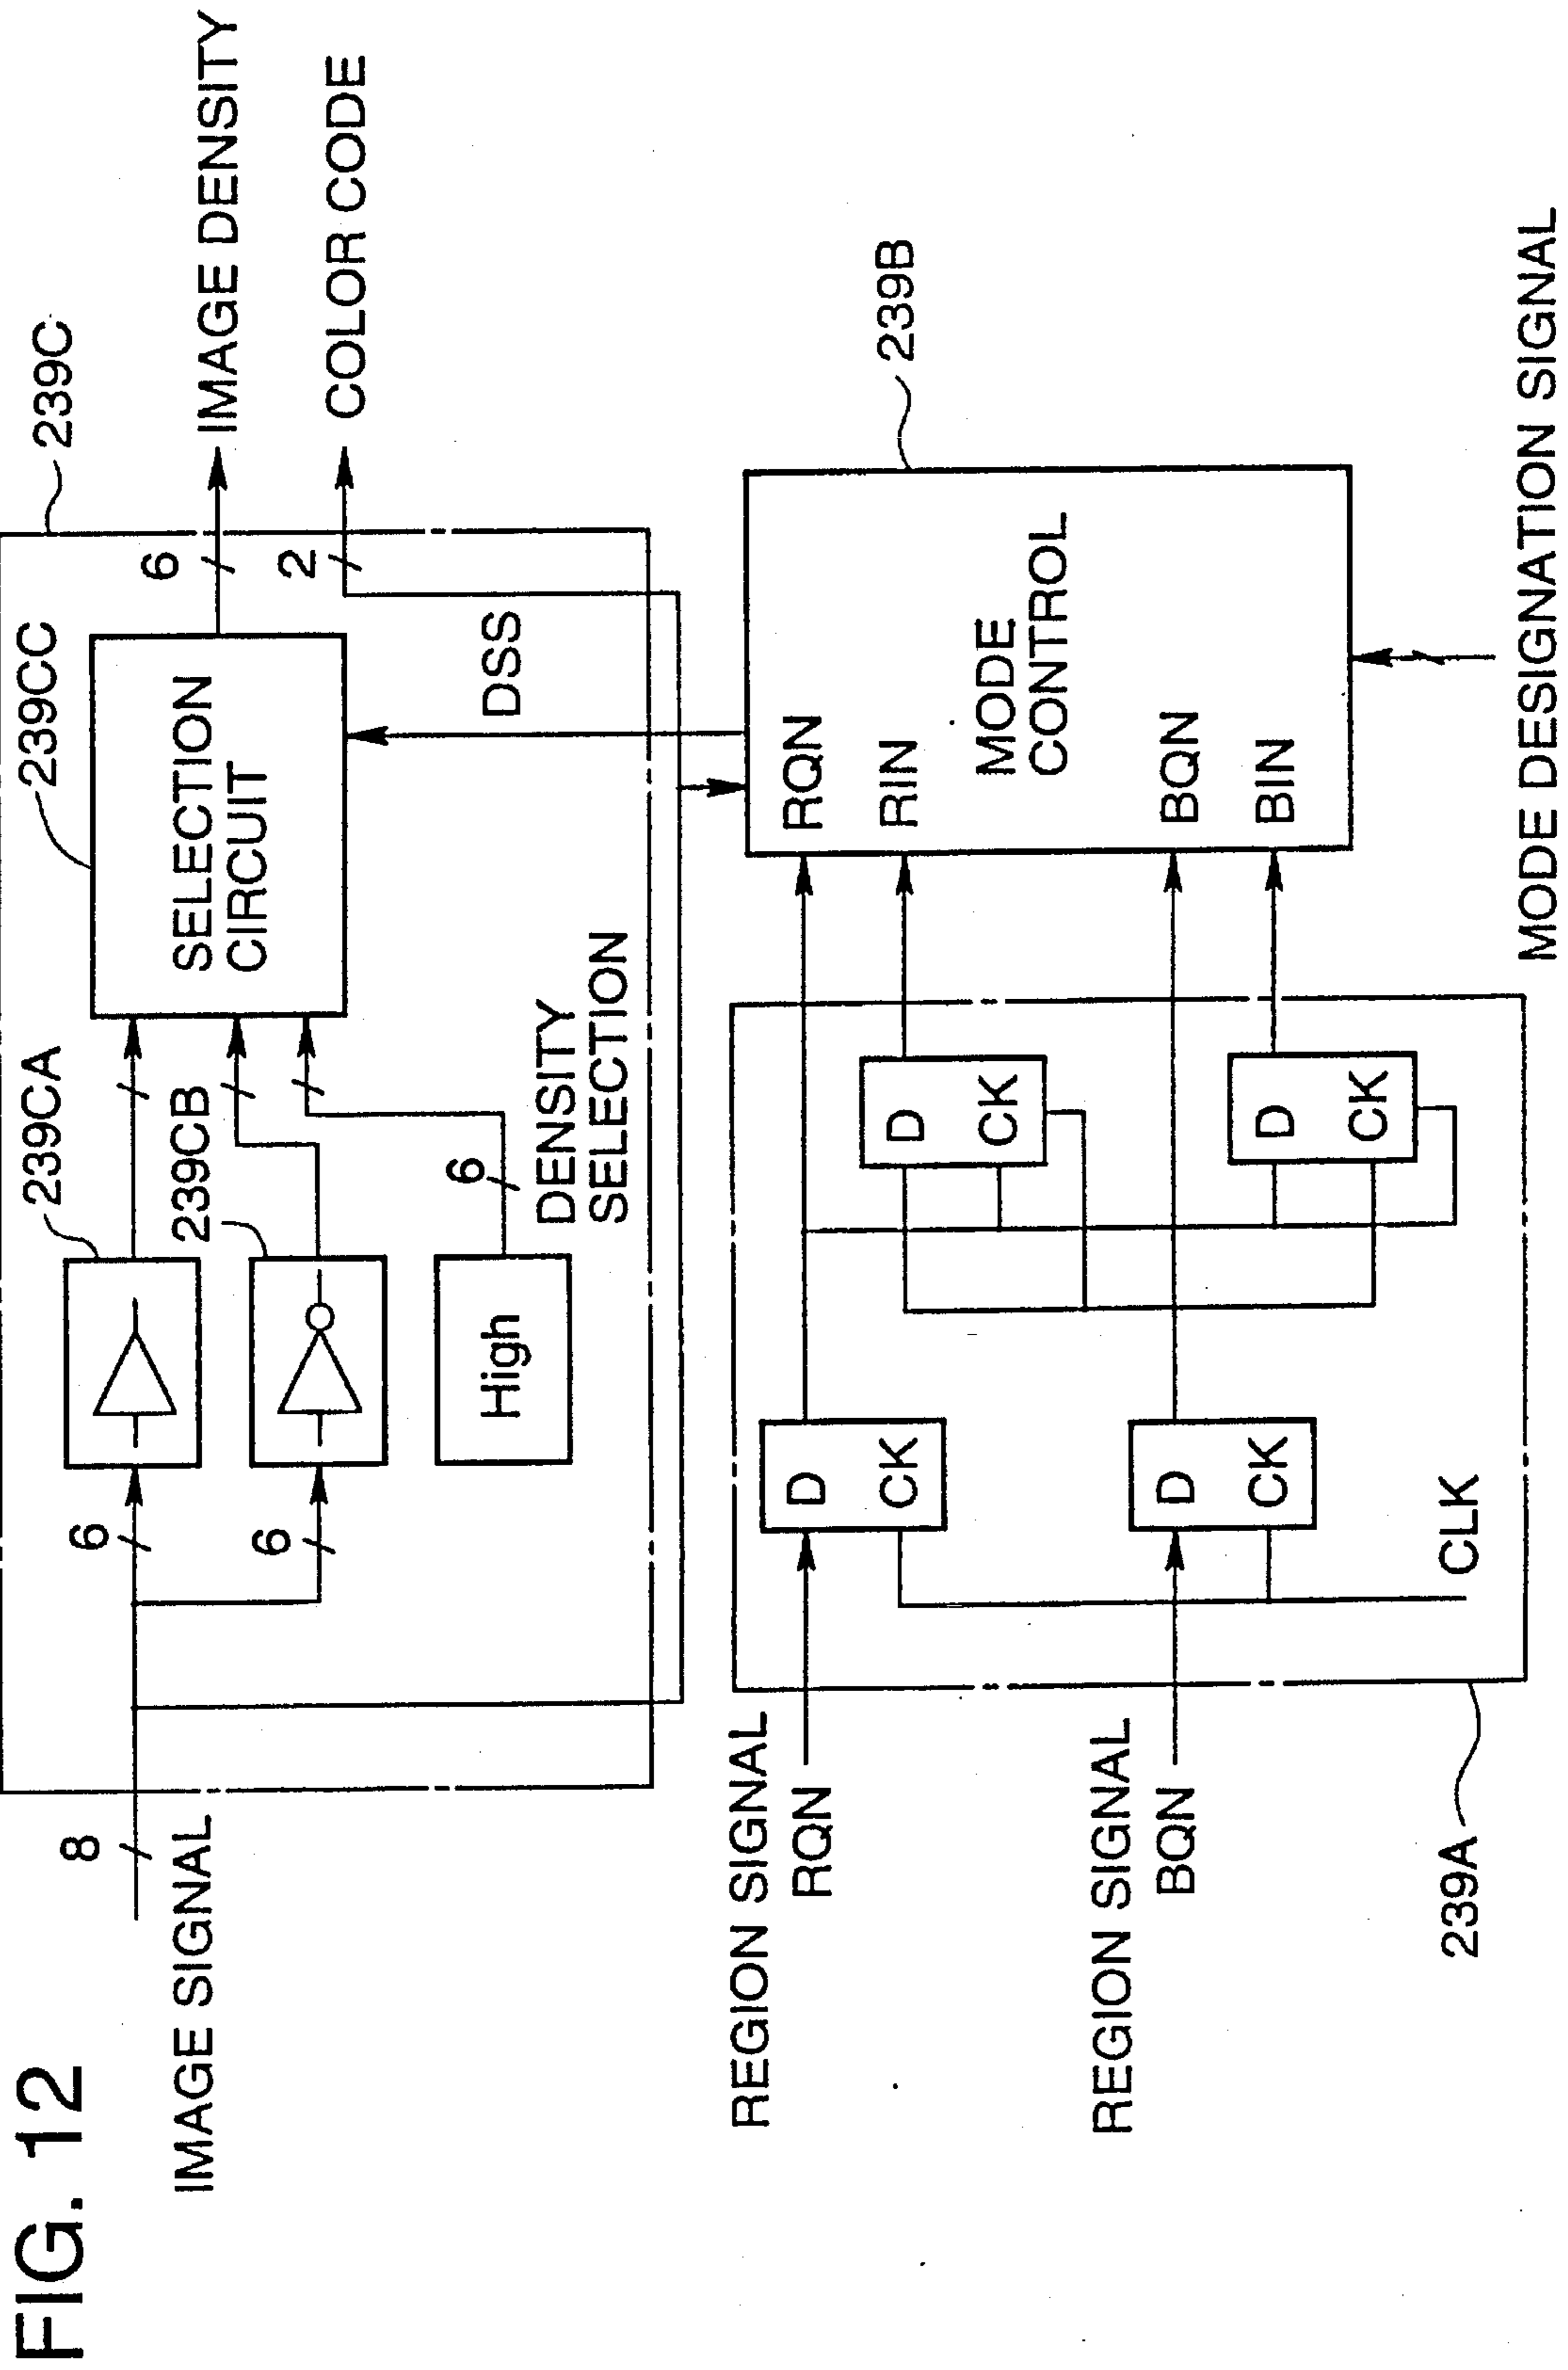 FIG. 12
239C
239CC
239CA
239CB
IMAGE SIGNAL
8
6
6
High
6
DENSITY
SELECTION
SELECTION
CIRCUIT
6
2
IMAGE DENSITY
COLOR CODE
DSS
REGION SIGNAL
RQN
REGION SIGNAL
BQN
D
CK
D
CK
CLK
D
CK
D
CK
239A
RQN
RIN
BQN
BIN
MODE
CONTROL
239B
MODE DESIGNATION SIGNAL